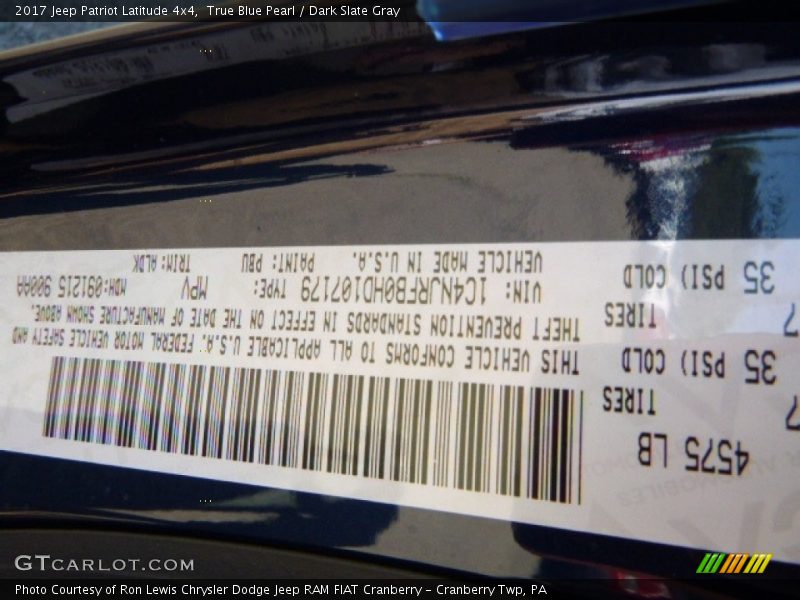 2017 Jeep Patriot Latitude 4x4, True Blue Pearl / Dark Slate Gray
4575 LB
7 TIRES
35 PSI) COLD
7 TIRES
35 PSI) COLD
THIS VEHICLE CONFORMS TO ALL APPLICABLE U.S.A. FEDERAL MOTOR VEHICLE SAFETY AND
THEFT PREVENTION STANDARDS IN EFFECT ON THE DATE OF MANUFACTURE SHOWN ABOVE.
VIN: 1C4NJRFB0HD107179 TYPE: MPV MDH:091215 900AA
VEHICLE MADE IN U.S.A. PAINT: PBU TRIM: ALDK
GTCARLOT.COM
Photo Courtesy of Ron Lewis Chrysler Dodge Jeep RAM FIAT Cranberry – Cranberry Twp, PA